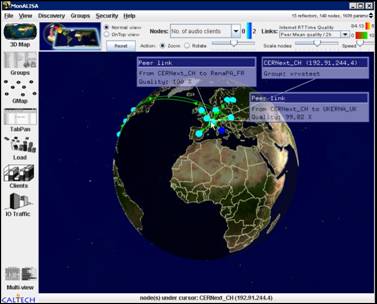 MonALISA
File View Discovery Groups Security Help
15 reflectors, 140 nodes, 1609 params
3D Map
Normal view
OnTop view
Nodes: No. of audio clients
0 2
Links:
Internet RTTime Quality
Peer Mean quality / 2h
Reset
Action: Zoom Rotate
Scale nodes
Speed
Groups
GMap
TabPan
Load
Clients
IO Traffic
Multi-view
Peer link
from CERNext_CH to RenaPA_FR
Quality: 100 %
CERNext_CH (192.91.244.4)
Group: vrvstest
Peer link
from CERNext_CH to UKERNA_UK
Quality: 99.82 %
CALTECH
node(s) under cursor: CERNext_CH (192.91.244.4)